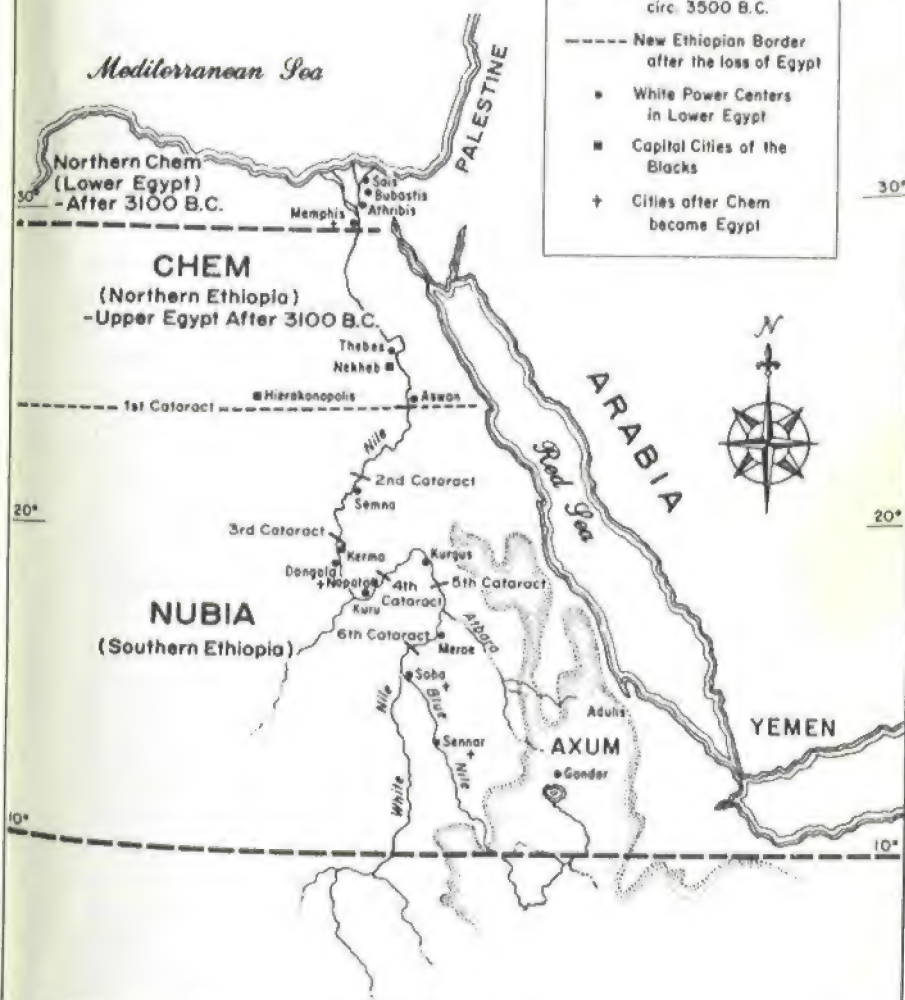 circ. 3500 B.C.
New Ethiopian Border
after the loss of Egypt
White Power Centers
in Lower Egypt
Capital Cities of the
Blacks
Cities after Chem
became Egypt
Mediterranean Sea
PALESTINE
Northern Chem
(Lower Egypt)
-After 3100 B.C.
30°
30°
Sais
Bubastis
Athribis
Memphis
CHEM
(Northern Ethiopia)
-Upper Egypt After 3100 B.C.
N
Thebes
Nekheb
Hierakonopolis
Aswan
1st Cataract
ARABIA
Red Sea
Nile
2nd Cataract
Semna
20°
20°
3rd Cataract
Kerma
Kurgus
Dongola
Napata
4th
Cataract
5th Cataract
Kuru
NUBIA
(Southern Ethiopia)
6th Cataract
Atbara
Meroe
Soba
Nile
White
Blue
Nile
Adulis
Sennar
AXUM
YEMEN
Gondar
10°
10°